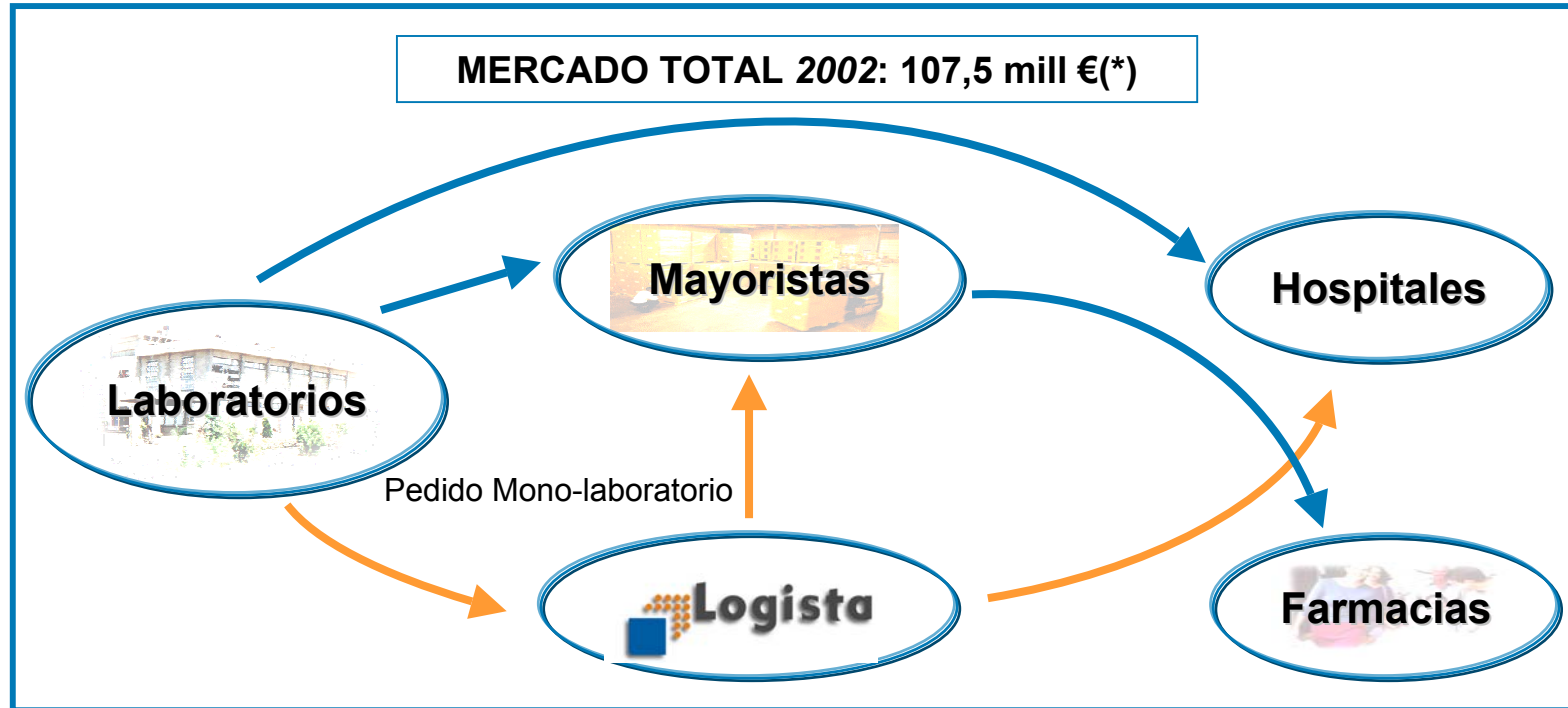 MERCADO TOTAL 2002: 107,5 mill €(*)
Mayoristas
Hospitales
Laboratorios
Pedido Mono-laboratorio
Logista
Farmacias